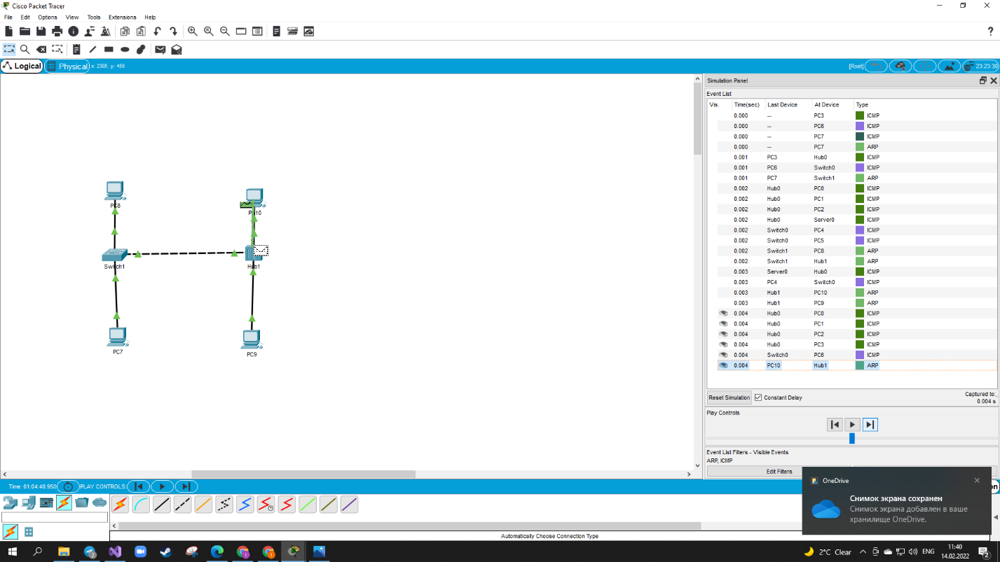 Cisco Packet Tracer
File Edit Options View Tools Extensions Help
?
Logical Physical x: 2385, y: 459 [Root] 23:23:30
Simulation Panel
Event List
Vis. Time(sec) Last Device At Device Type
0.000 -- PC3 ICMP
0.000 -- PC6 ICMP
0.000 -- PC7 ICMP
0.000 -- PC7 ARP
0.001 PC3 Hub0 ICMP
0.001 PC6 Switch0 ICMP
0.001 PC7 Switch1 ARP
0.002 Hub0 PC0 ICMP
0.002 Hub0 PC1 ICMP
0.002 Hub0 PC2 ICMP
0.002 Hub0 Server0 ICMP
0.002 Switch0 PC4 ICMP
0.002 Switch0 PC5 ICMP
0.002 Switch1 PC8 ARP
0.002 Switch1 Hub1 ARP
0.003 Server0 Hub0 ICMP
0.003 PC4 Switch0 ICMP
0.003 Hub1 PC10 ARP
0.003 Hub1 PC9 ARP
0.004 Hub0 PC0 ICMP
0.004 Hub0 PC1 ICMP
0.004 Hub0 PC2 ICMP
0.004 Hub0 PC3 ICMP
0.004 Switch0 PC6 ICMP
0.004 PC10 Hub1 ARP
PC8
PC10
Switch1
Hub1
PC7
PC9
Reset Simulation Constant Delay Captured to:
0.004 s
Play Controls
Event List Filters - Visible Events
ARP, ICMP
Edit Filters
Time: 01:04:40.950 PLAY CONTROLS:
OneDrive
Снимок экрана сохранен
Снимок экрана добавлен в ваше
хранилище OneDrive.
Automatically Choose Connection Type
2°C Clear ENG 11:40
14.02.2022
2
2